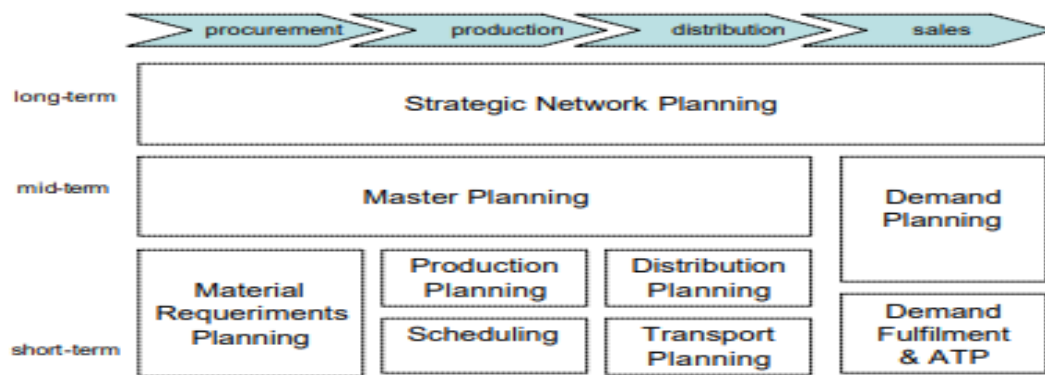 procurement
production
distribution
sales
long-term
Strategic Network Planning
mid-term
Master Planning
Demand
Planning
Material
Requeriments
Planning
Production
Planning
Distribution
Planning
short-term
Scheduling
Transport
Planning
Demand
Fulfilment
& ATP